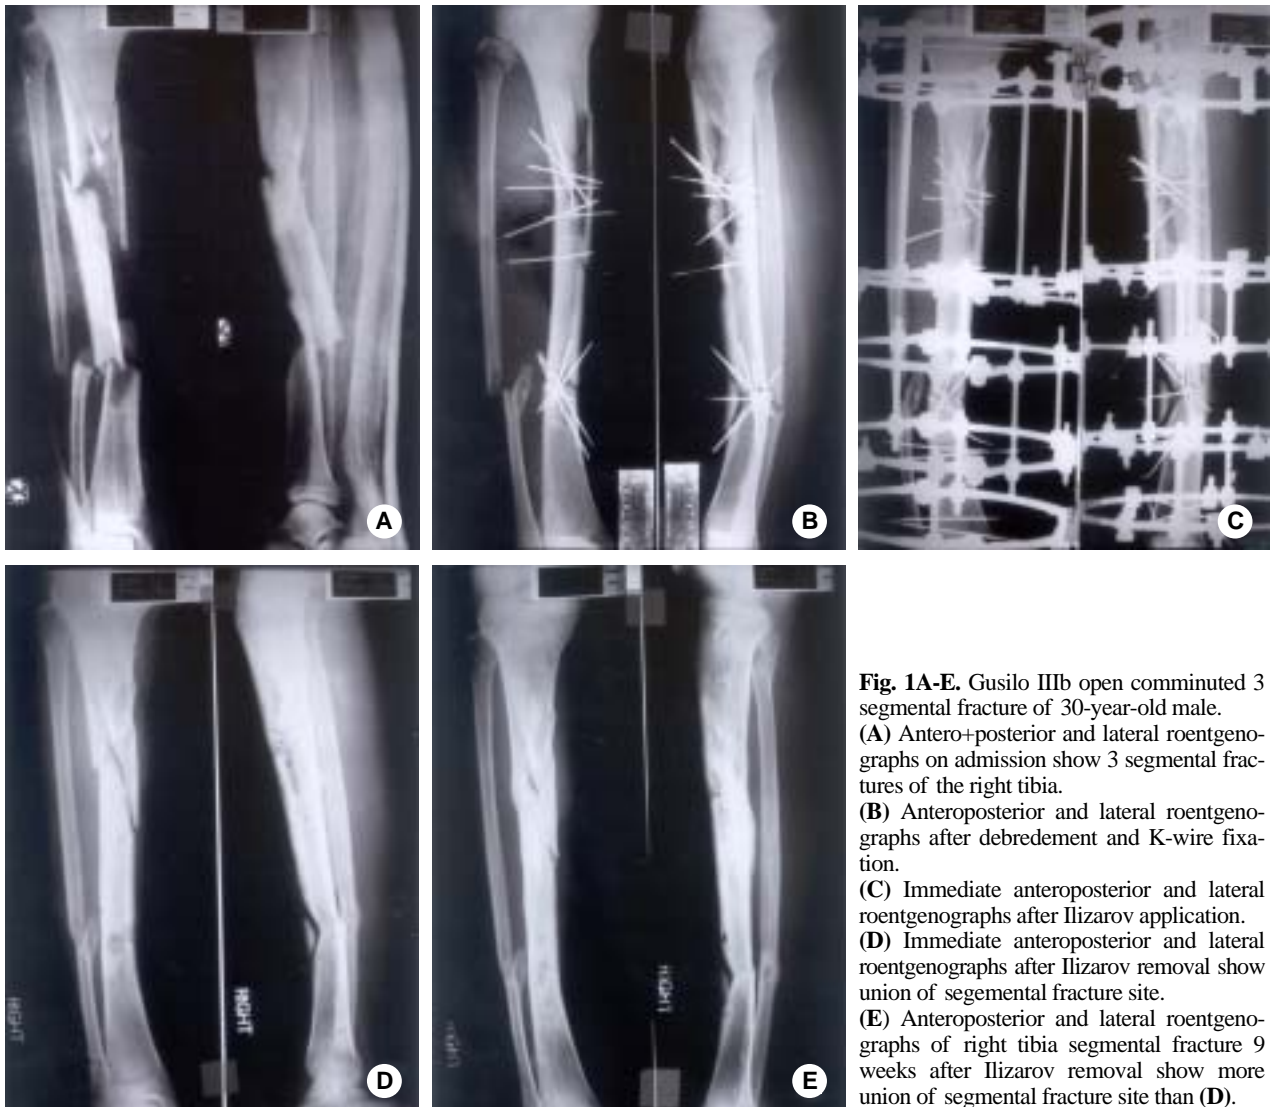 A
B
C
D
E
RIGHT
RIGHT
RIGHT
Fig. 1A-E. Gusilo IIIb open comminuted 3
segmental fracture of 30-year-old male.
(A) Antero+posterior and lateral roentgeno-
graphs on admission show 3 segmental frac-
tures of the right tibia.
(B) Anteroposterior and lateral roentgeno-
graphs after debredement and K-wire fixa-
tion.
(C) Immediate anteroposterior and lateral
roentgenographs after Ilizarov application.
(D) Immediate anteroposterior and lateral
roentgenographs after Ilizarov removal show
union of segemental fracture site.
(E) Anteroposterior and lateral roentgeno-
graphs of right tibia segmental fracture 9
weeks after Ilizarov removal show more
union of segmental fracture site than (D).